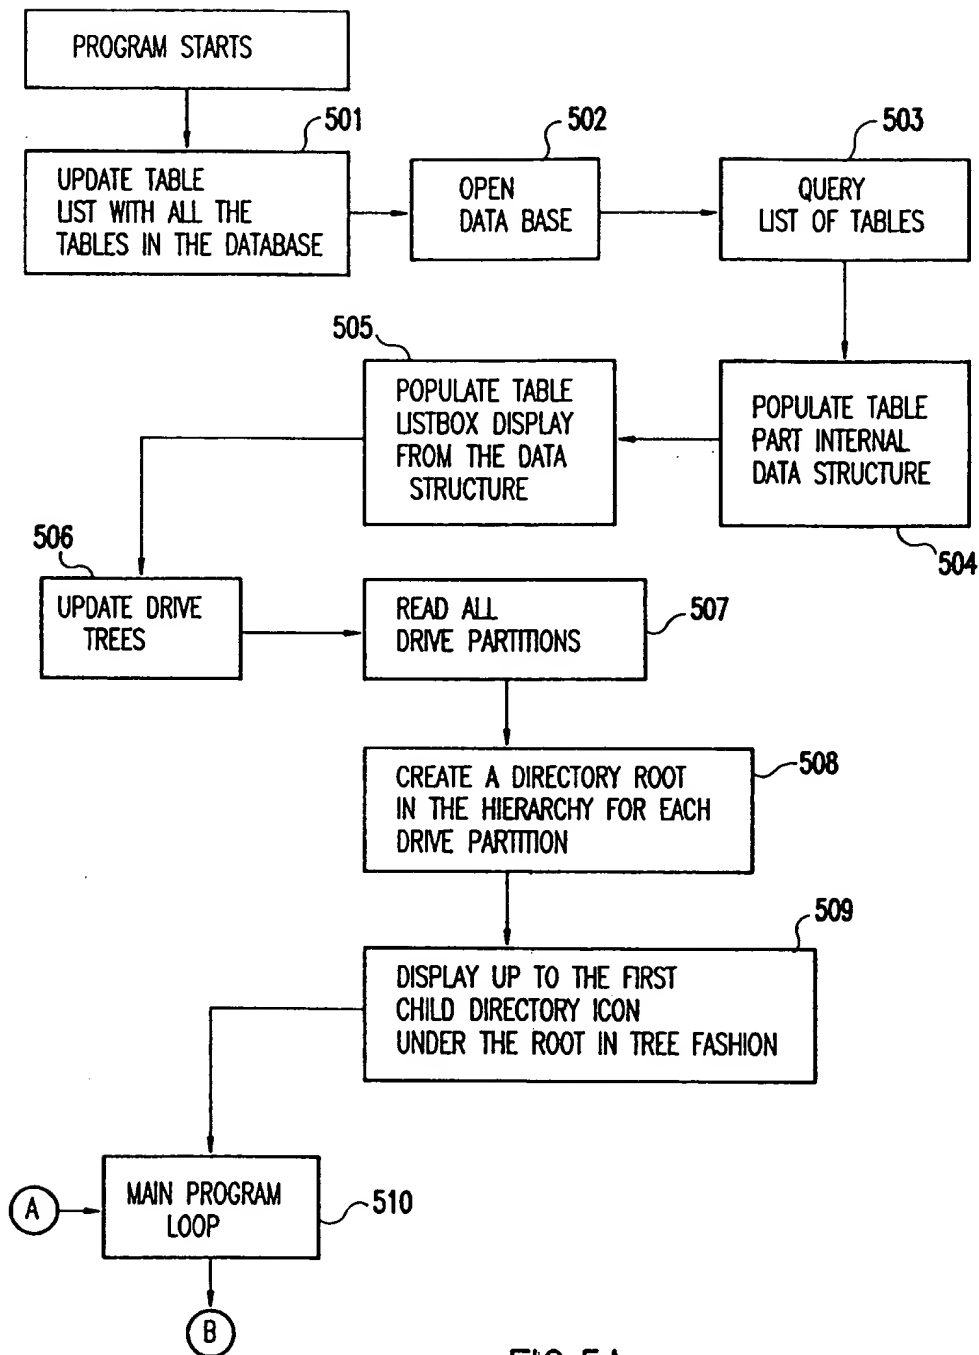 PROGRAM STARTS
501
UPDATE TABLE
LIST WITH ALL THE
TABLES IN THE DATABASE
502
OPEN
DATA BASE
503
QUERY
LIST OF TABLES
504
POPULATE TABLE
PART INTERNAL
DATA STRUCTURE
505
POPULATE TABLE
LISTBOX DISPLAY
FROM THE DATA
STRUCTURE
506
UPDATE DRIVE
TREES
507
READ ALL
DRIVE PARTITIONS
508
CREATE A DIRECTORY ROOT
IN THE HIERARCHY FOR EACH
DRIVE PARTITION
509
DISPLAY UP TO THE FIRST
CHILD DIRECTORY ICON
UNDER THE ROOT IN TREE FASHION
A
MAIN PROGRAM
LOOP
510
B
FIG.5A